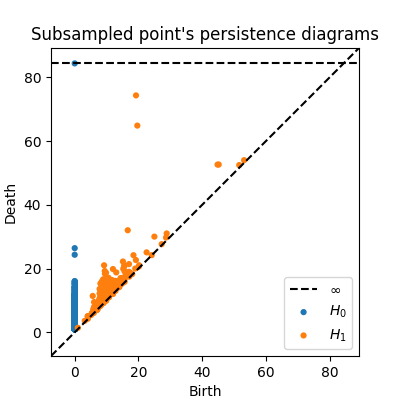 Subsampled point's persistence diagrams
Death
80
60
40
20
0
∞
H₀
H₁
0 20 40 60 80
Birth